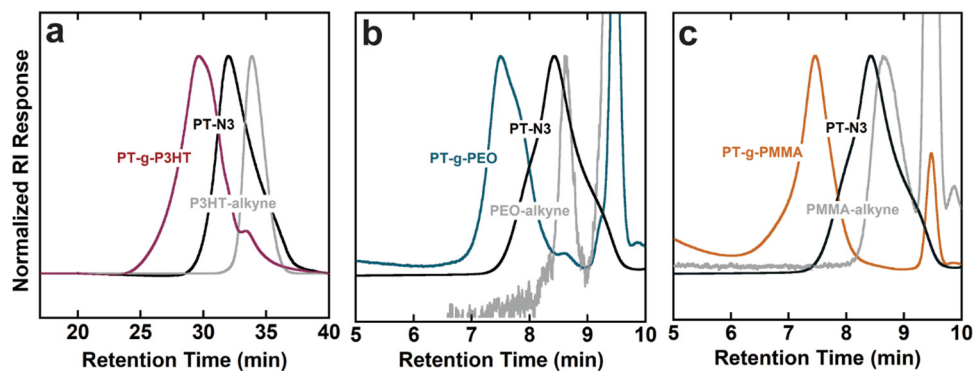 a
b
c
Normalized RI Response
PT-N3
PT-g-P3HT
P3HT-alkyne
20 25 30 35 40
Retention Time (min)
PT-N3
PT-g-PEO
PEO-alkyne
5 6 7 8 9 10
Retention Time (min)
PT-N3
PT-g-PMMA
PMMA-alkyne
5 6 7 8 9 10
Retention Time (min)